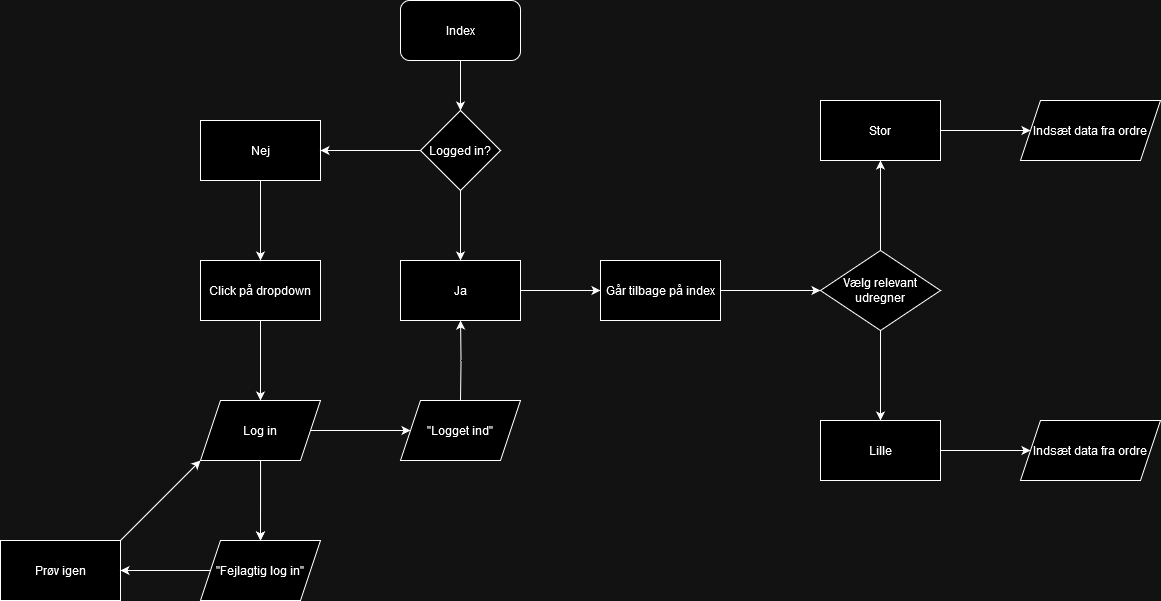 Index
Logged in?
Nej
Click på dropdown
Ja
Går tilbage på index
Vælg relevant
udregner
Stor
Indsæt data fra ordre
Lille
Indsæt data fra ordre
Log in
"Logget ind"
"Fejlagtig log in"
Prøv igen